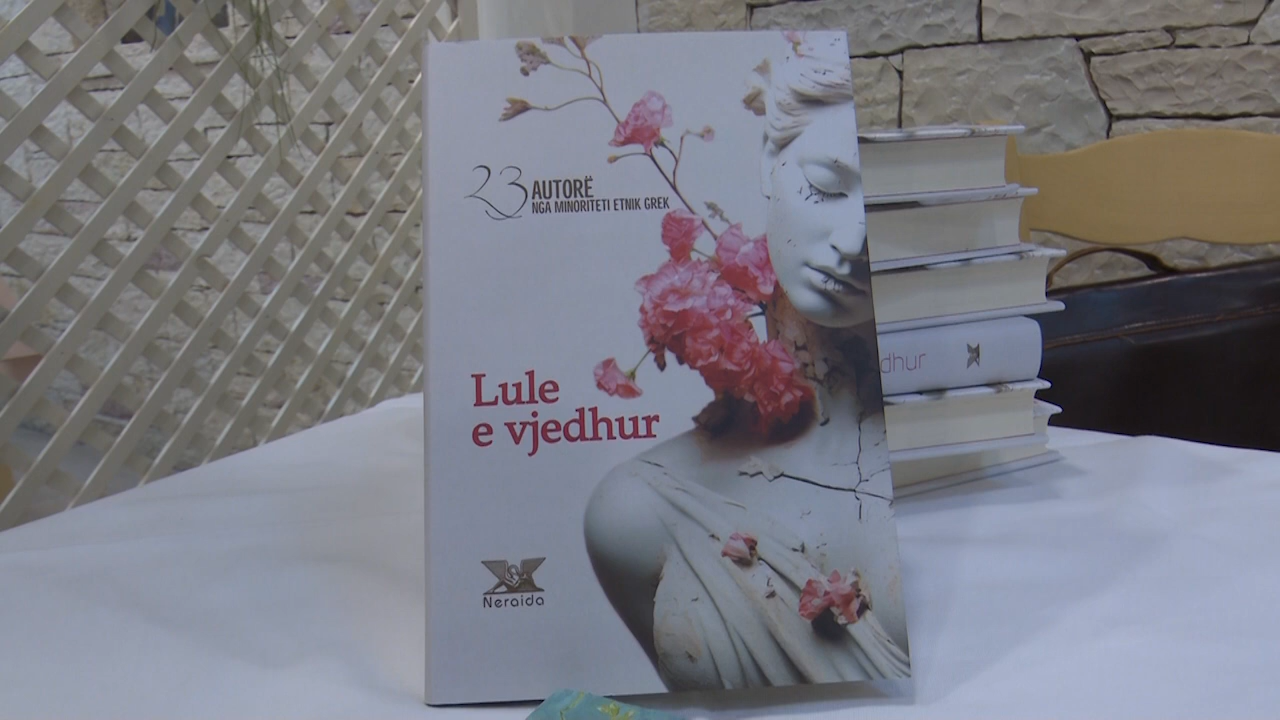 23 AUTORË
NGA MINORITETI ETNIK GREK
Lule
e vjedhur
Neraida
dhur